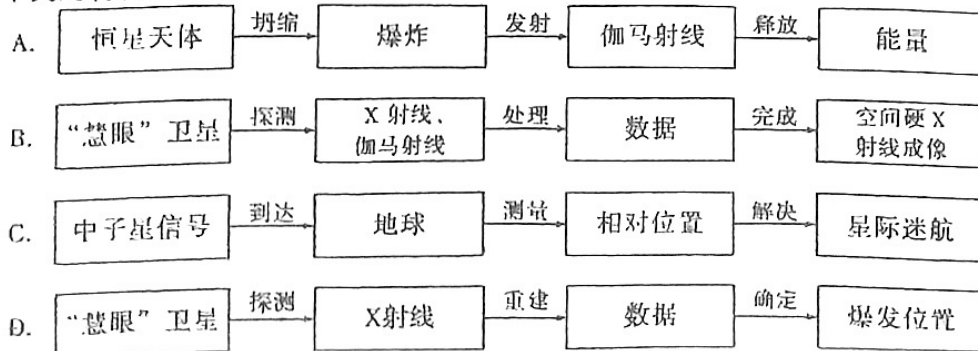 A. 恒星天体 坍缩 爆炸 发射 伽马射线 释放 能量
B. “慧眼”卫星 探测 X 射线、伽马射线 处理 数据 完成 空间硬 X 射线成像
C. 中子星信号 到达 地球 测量 相对位置 解决 星际迷航
D. “慧眼”卫星 探测 X射线 重建 数据 确定 爆发位置